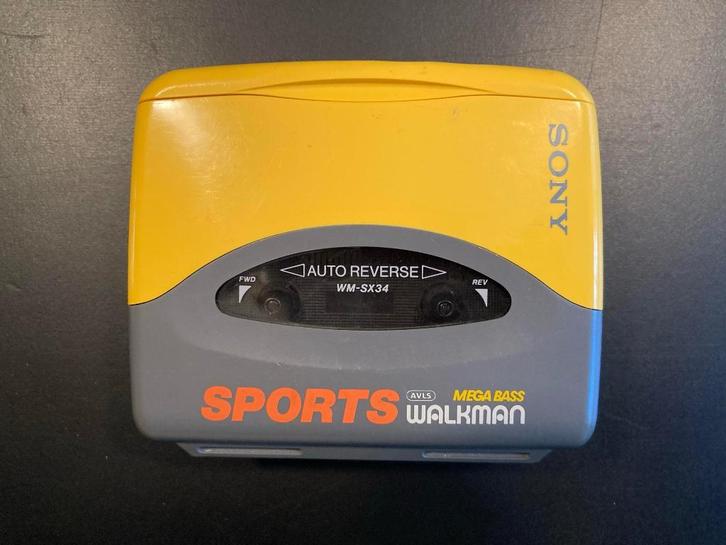 SONY
◁AUTO REVERSE▷
FWD
WM-SX34
REV
SPORTS AVLS MEGA BASS
WALKMAN